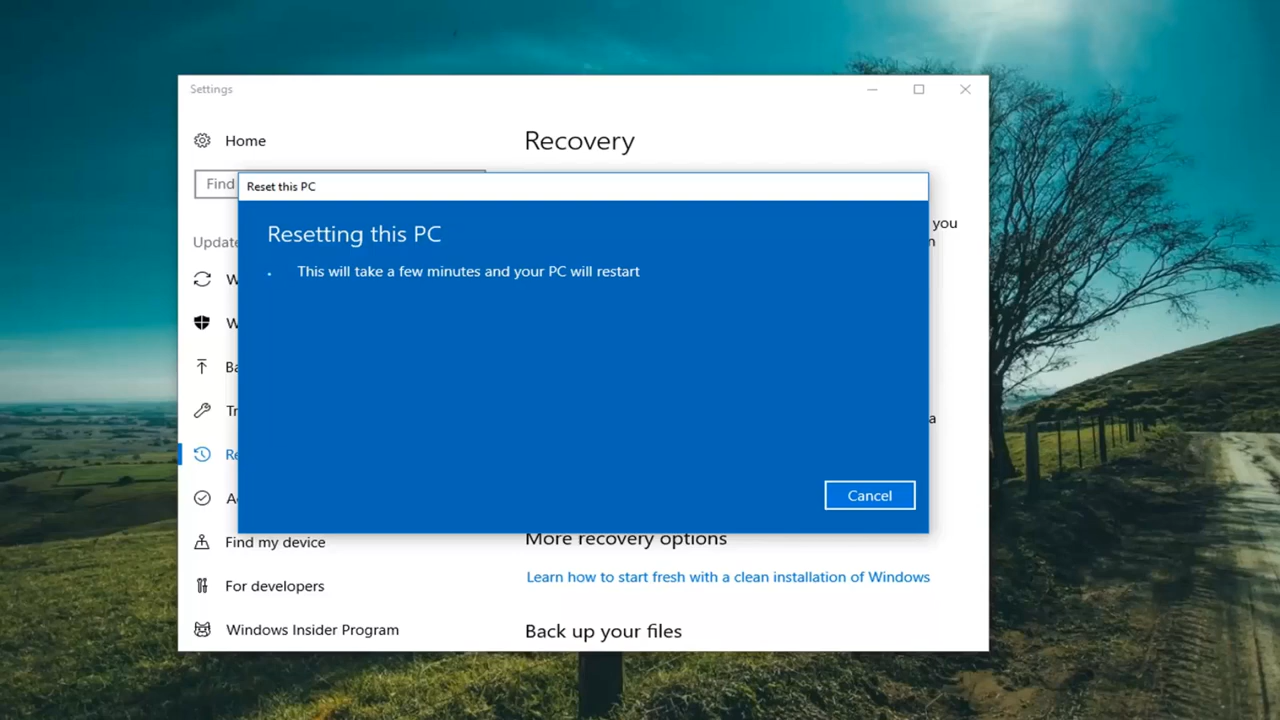 Settings
Home
Recovery
Find
Reset this PC
Resetting this PC
This will take a few minutes and your PC will restart
you
Update
a
Cancel
Find my device
More recovery options
For developers
Learn how to start fresh with a clean installation of Windows
Windows Insider Program
Back up your files